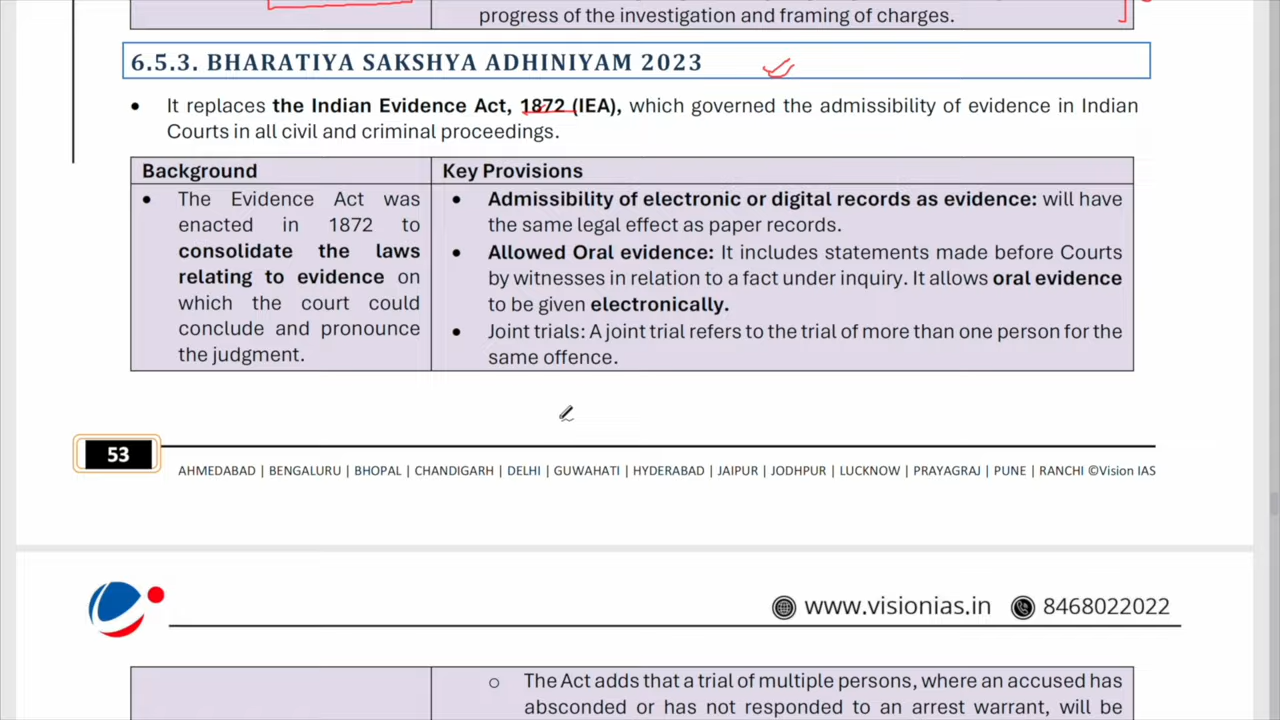 progress of the investigation and framing of charges.
6.5.3. BHARATIYA SAKSHYA ADHINIYAM 2023
• It replaces the Indian Evidence Act, 1872 (IEA), which governed the admissibility of evidence in Indian
Courts in all civil and criminal proceedings.
Background
• The Evidence Act was
enacted in 1872 to
consolidate the laws
relating to evidence on
which the court could
conclude and pronounce
the judgment.
Key Provisions
• Admissibility of electronic or digital records as evidence: will have
the same legal effect as paper records.
• Allowed Oral evidence: It includes statements made before Courts
by witnesses in relation to a fact under inquiry. It allows oral evidence
to be given electronically.
• Joint trials: A joint trial refers to the trial of more than one person for the
same offence.
53
AHMEDABAD | BENGALURU | BHOPAL | CHANDIGARH | DELHI | GUWAHATI | HYDERABAD | JAIPUR | JODHPUR | LUCKNOW | PRAYAGRAJ | PUNE | RANCHI ©Vision IAS
www.visionias.in 8468022022
o The Act adds that a trial of multiple persons, where an accused has
absconded or has not responded to an arrest warrant, will be